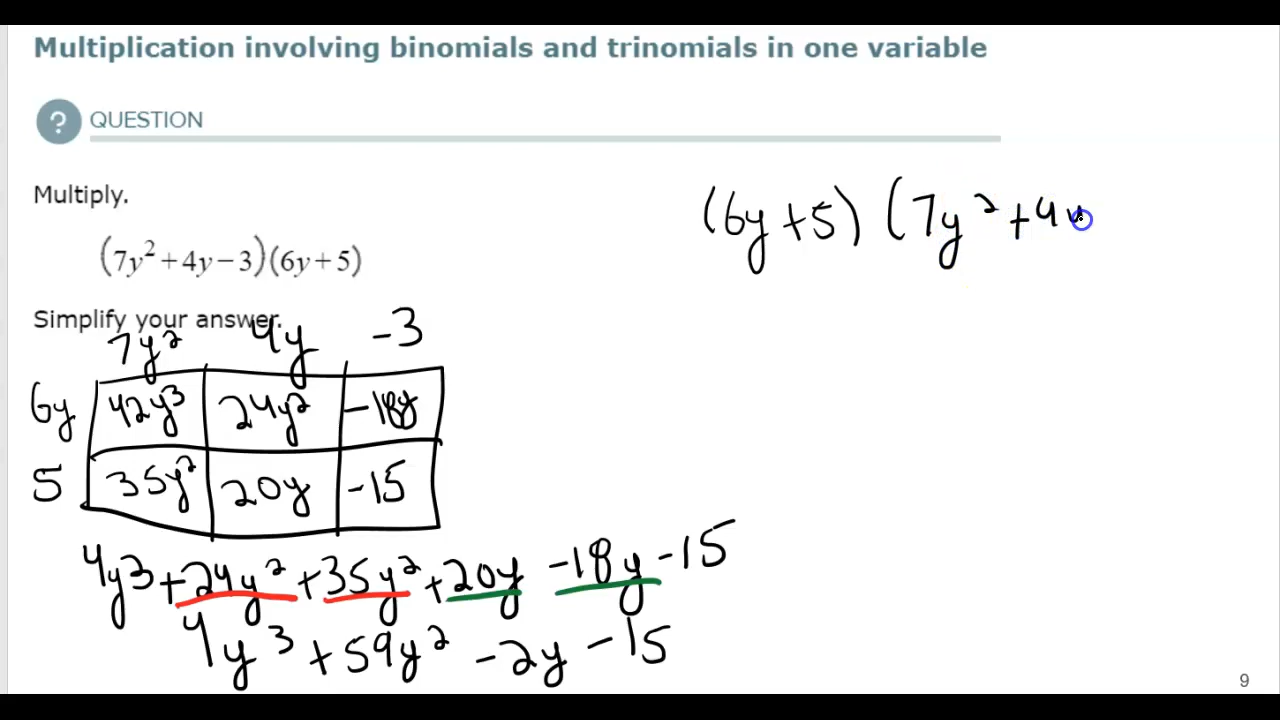 Multiplication involving binomials and trinomials in one variable
? QUESTION
Multiply.
(7y²+4y−3)(6y+5)
(6y+5) (7y²+4y
Simplify your answer.
7y² 4y -3
6y 42y³ 24y² -18y
5 35y² 20y -15
4y3 +24y² +35y² +20y -18y -15
4y³ +59y² -2y -15
9